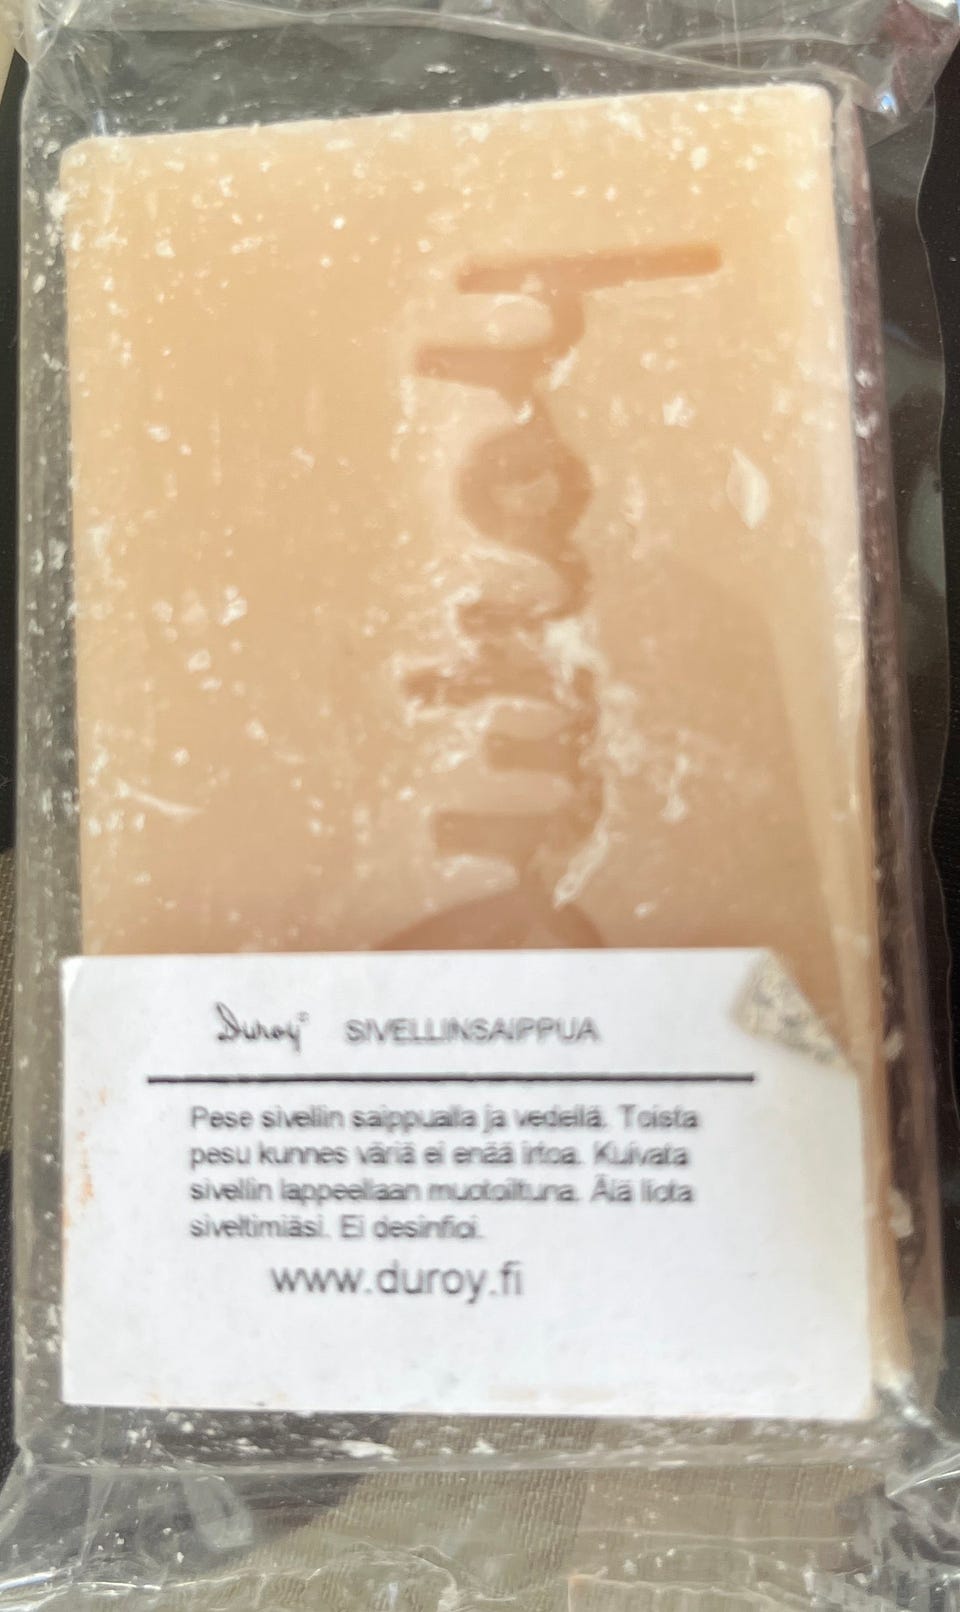 Duroy® SIVELLINSAIPPUA
Pese sivellin saippualla ja vedellä. Toista
pesu kunnes väriä ei enää irtoa. Kuivata
sivellin lappeellaan muotoiltuna. Älä liota
siveltimiäsi. Ei desinfioi.
www.duroy.fi